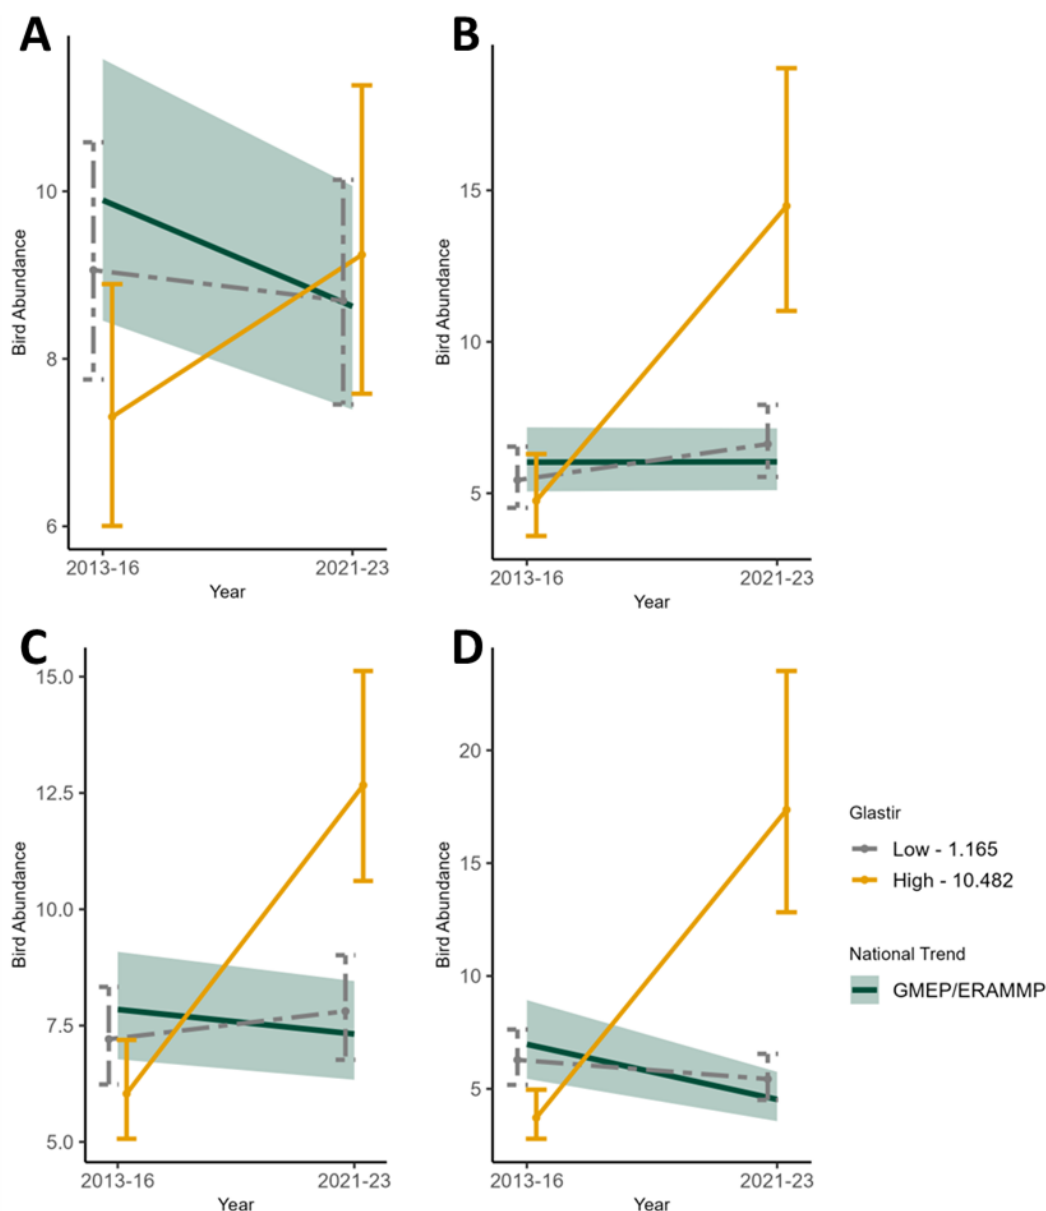 A
Bird Abundance
10
8
6
2013-16 2021-23
Year
B
Bird Abundance
15
10
5
2013-16 2021-23
Year
C
Bird Abundance
15.0
12.5
10.0
7.5
5.0
2013-16 2021-23
Year
D
Bird Abundance
20
15
10
5
2013-16 2021-23
Year
Glastir
Low - 1.165
High - 10.482
National Trend
GMEP/ERAMMP